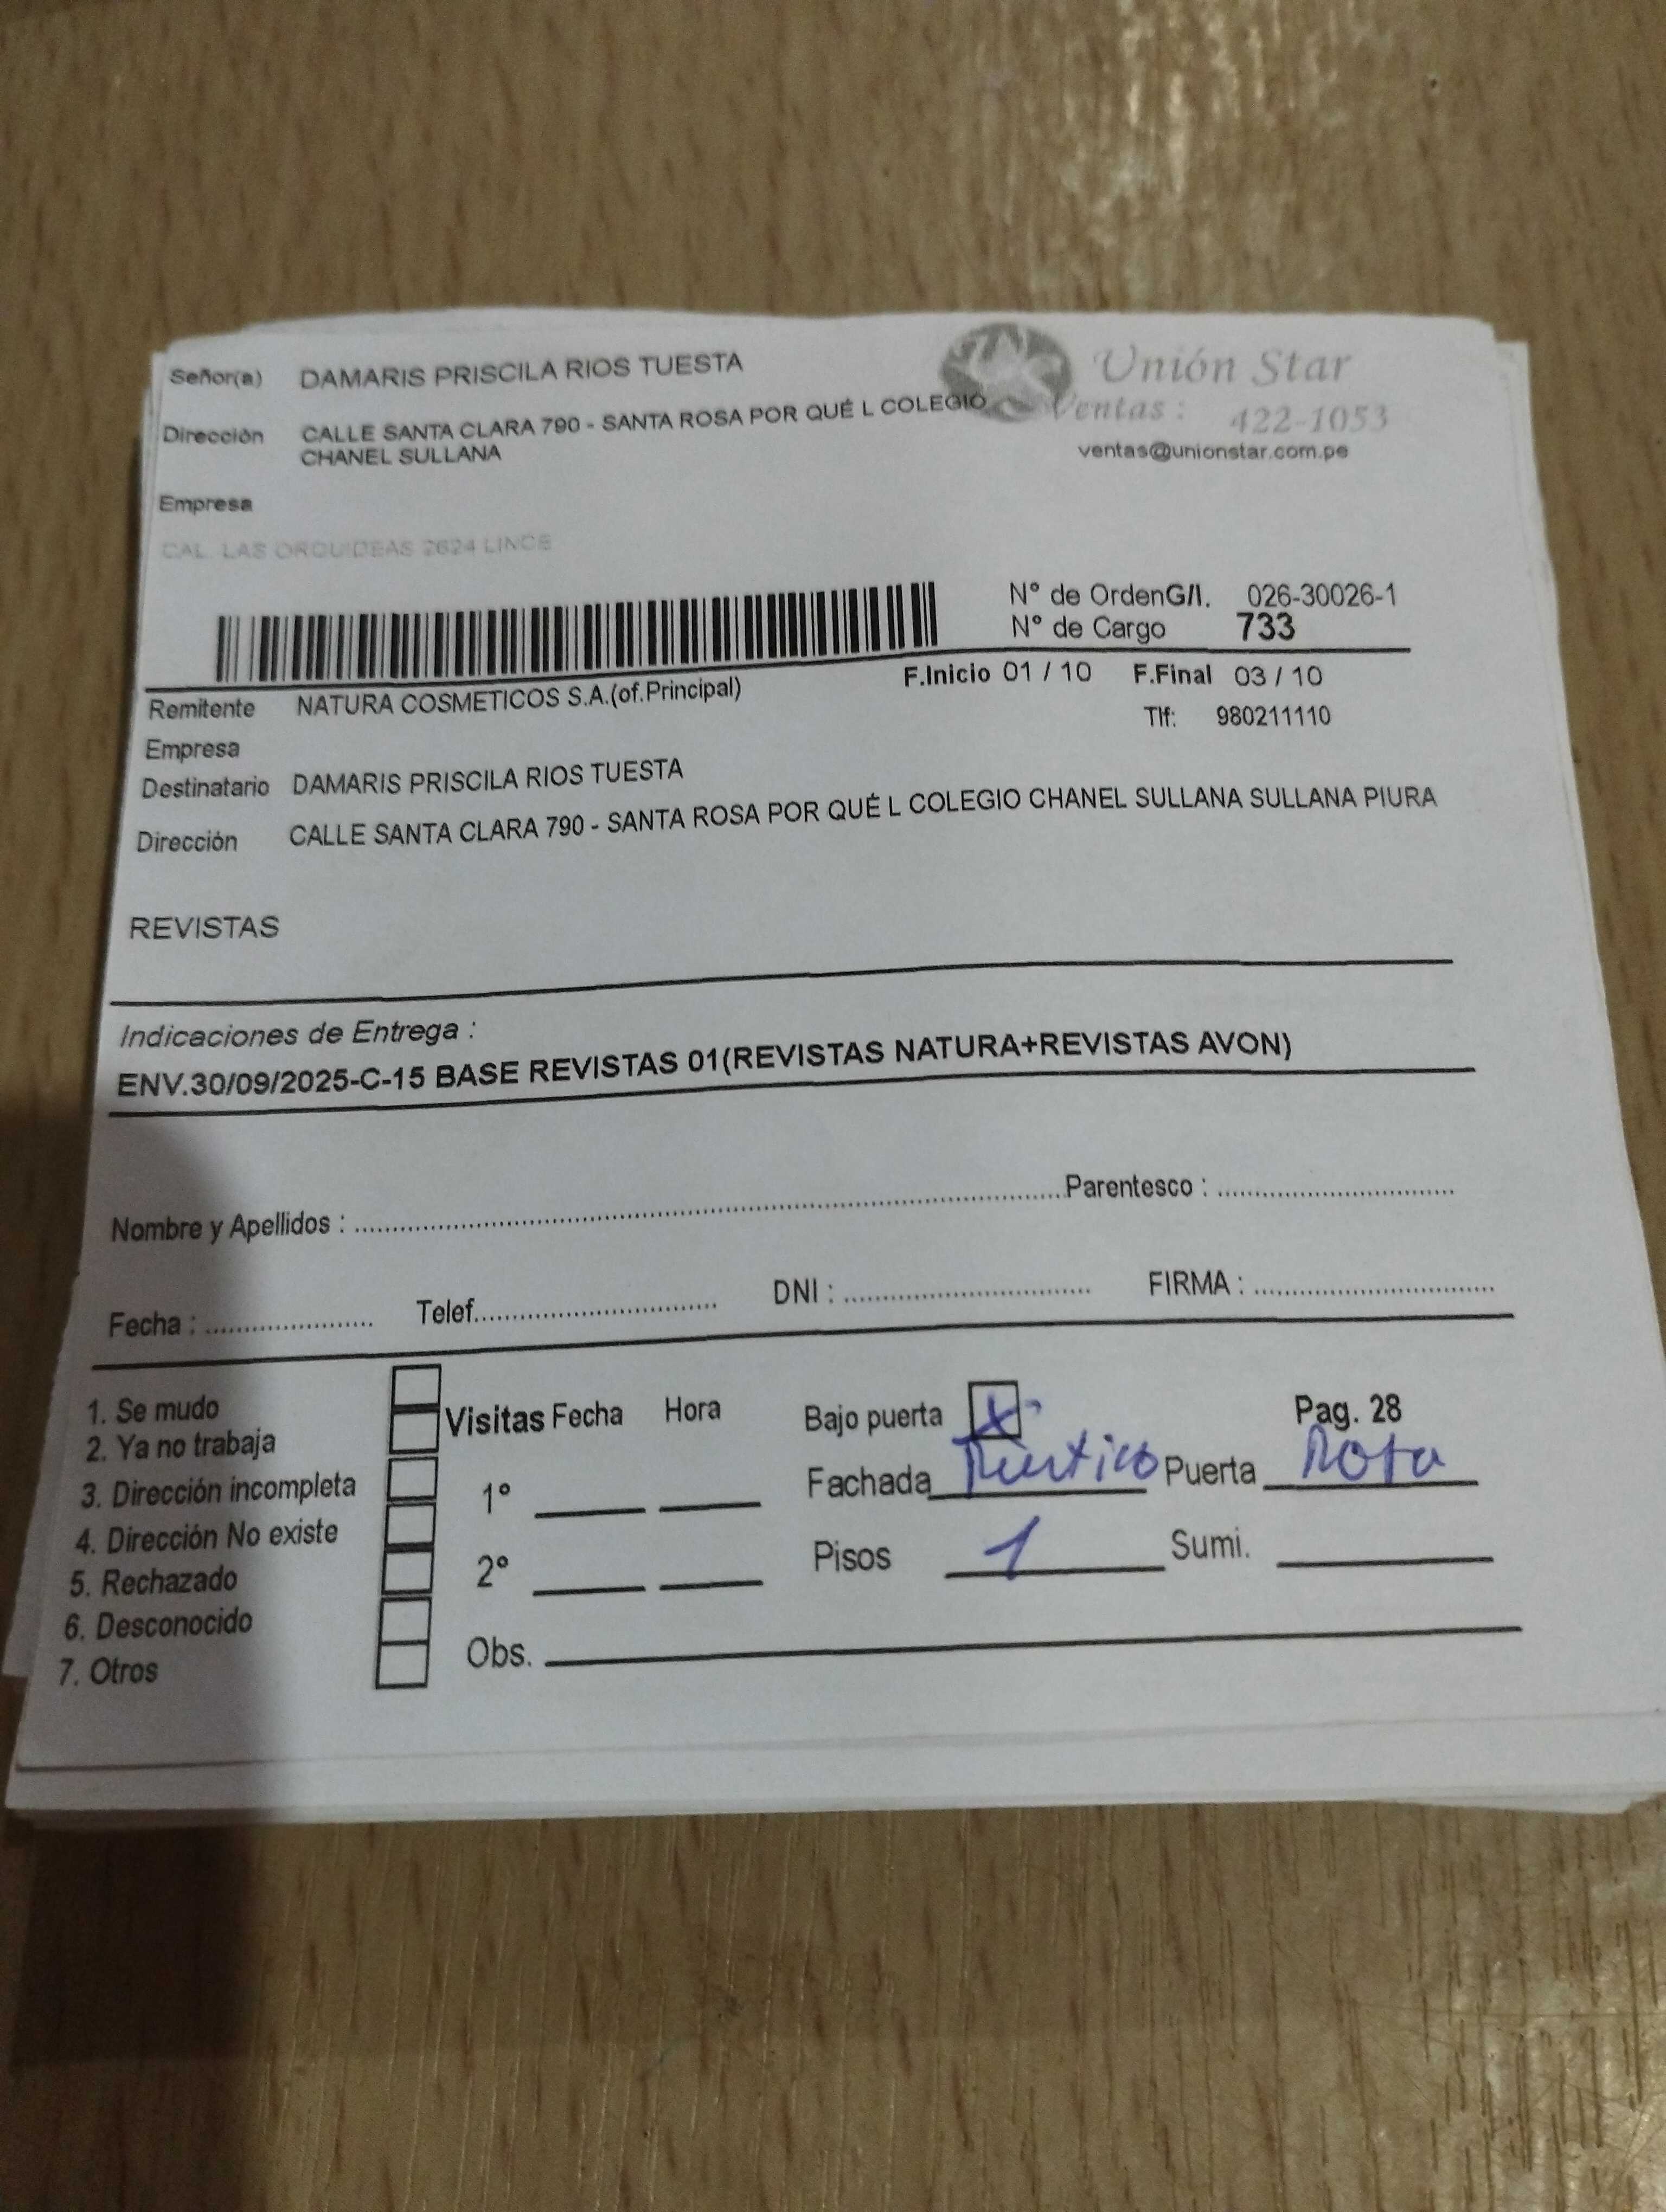 Señor(a) DAMARIS PRISCILA RIOS TUESTA
Unión Star
Dirección CALLE SANTA CLARA 790 - SANTA ROSA POR QUÉ L COLEGIO
CHANEL SULLANA
Ventas : 422-1053
ventas@unionstar.com.pe
Empresa
CAL. LAS ORQUIDEAS 2624 LINCE
N° de OrdenG/I. 026-30026-1
N° de Cargo 733
F.Inicio 01 / 10 F.Final 03 / 10
Remitente NATURA COSMETICOS S.A.(of.Principal)
Tlf: 980211110
Empresa
Destinatario DAMARIS PRISCILA RIOS TUESTA
Dirección CALLE SANTA CLARA 790 - SANTA ROSA POR QUÉ L COLEGIO CHANEL SULLANA SULLANA PIURA
REVISTAS
Indicaciones de Entrega :
ENV.30/09/2025-C-15 BASE REVISTAS 01(REVISTAS NATURA+REVISTAS AVON)
Nombre y Apellidos : Parentesco :
Fecha : Telef. DNI : FIRMA :
1. Se mudo
2. Ya no trabaja
3. Dirección incompleta
4. Dirección No existe
5. Rechazado
6. Desconocido
7. Otros
Visitas Fecha Hora
1°
2°
Obs.
Bajo puerta X Pag. 28
Fachada Rústico Puerta
Pisos 1 Sumi.